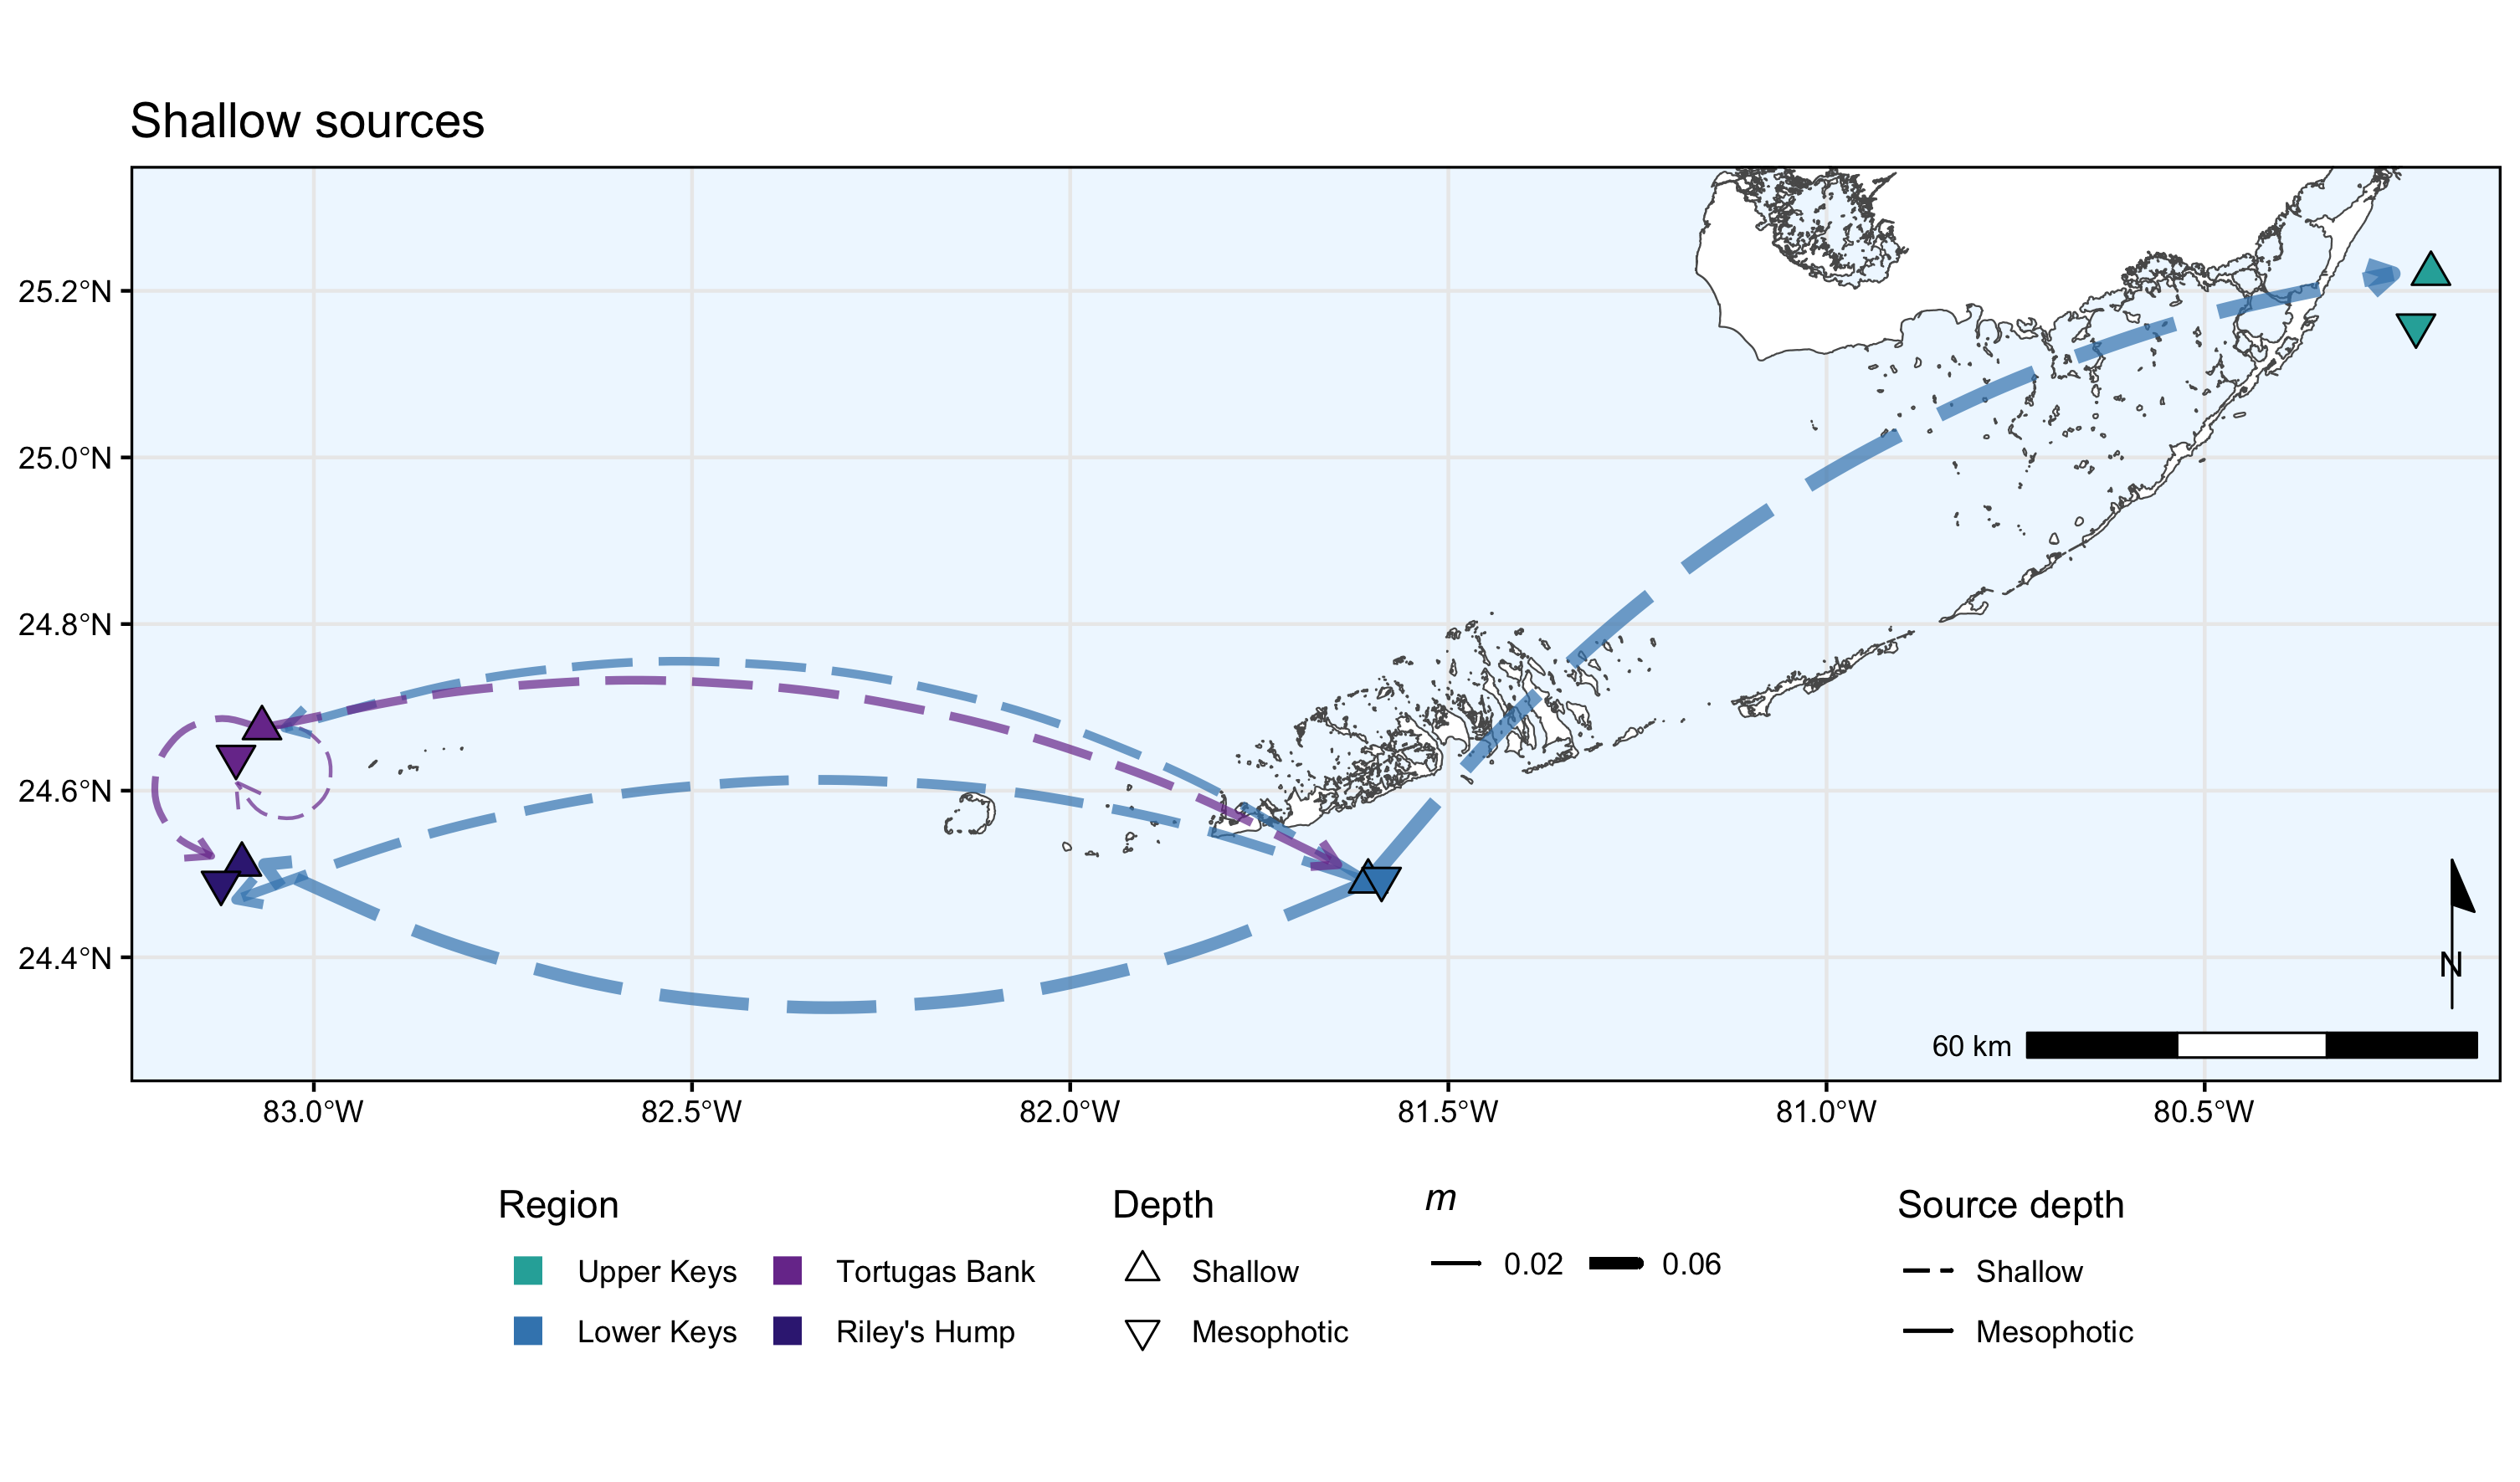 Shallow sources
25.2°N
25.0°N
24.8°N
24.6°N
24.4°N
N
60 km
83.0°W 82.5°W 82.0°W 81.5°W 81.0°W 80.5°W
Region Depth m Source depth
Upper Keys Tortugas Bank Shallow 0.02 0.06 Shallow
Lower Keys Riley's Hump Mesophotic Mesophotic